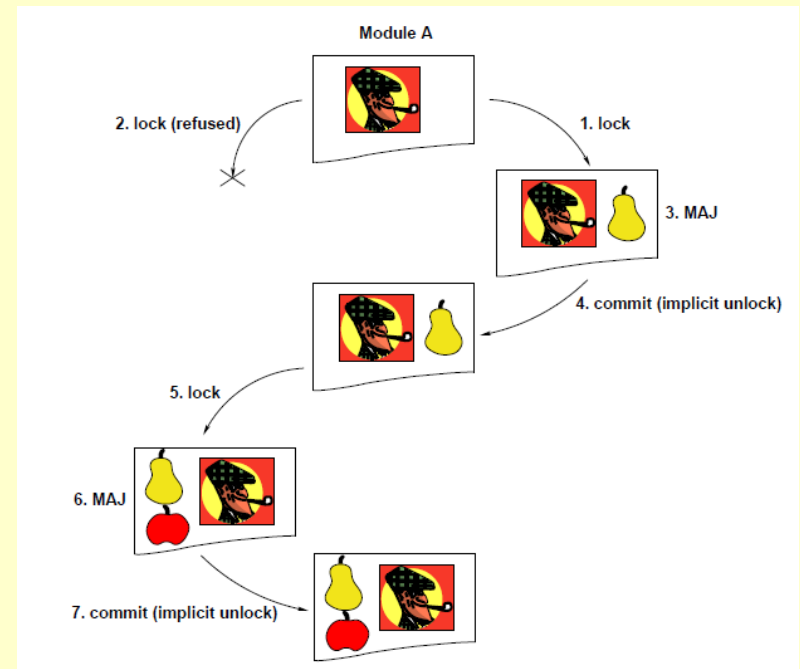 Module A
2. lock (refused)
1. lock
3. MAJ
4. commit (implicit unlock)
5. lock
6. MAJ
7. commit (implicit unlock)